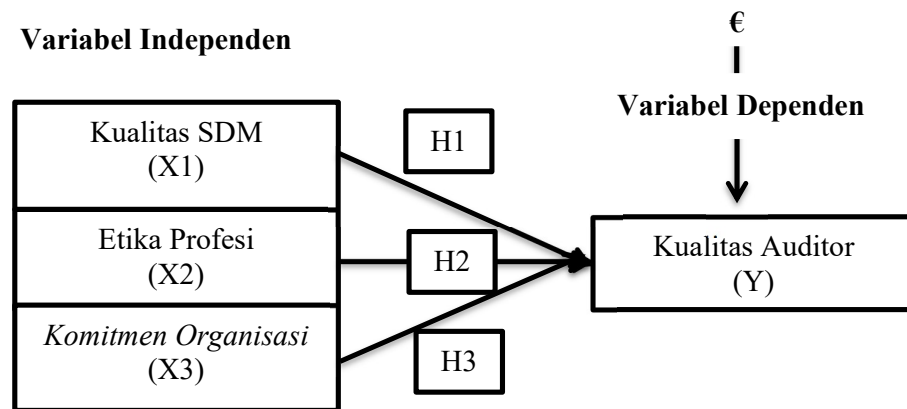 €
Variabel Independen
Variabel Dependen
Kualitas SDM
(X1)
H1
Etika Profesi
(X2)
H2
Kualitas Auditor
(Y)
Komitmen Organisasi
(X3)
H3